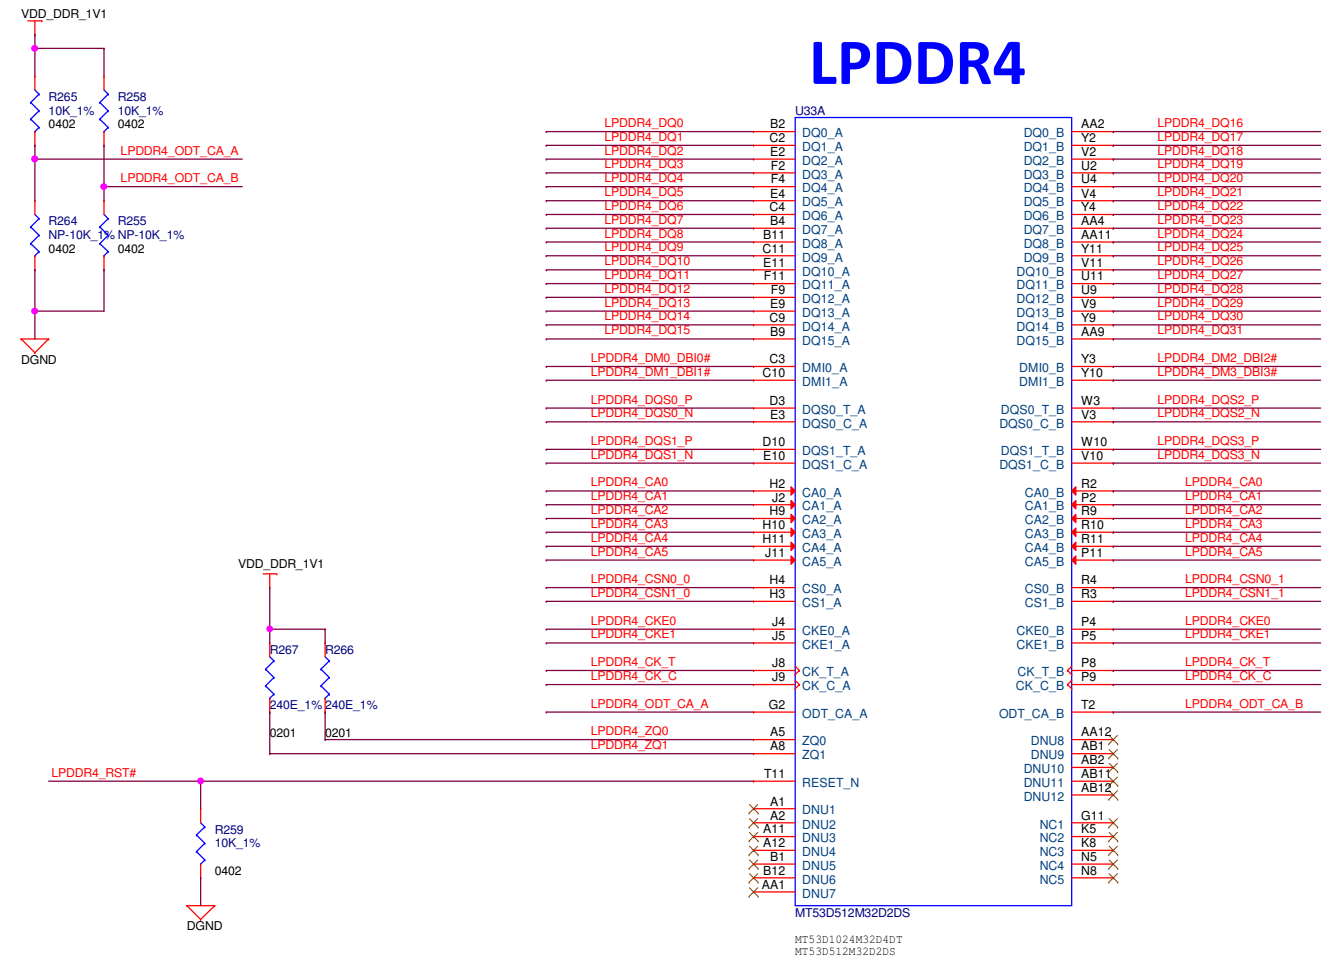 VDD_DDR_1V1
LPDDR4
R265
10K_1%
0402
R258
10K_1%
0402
LPDDR4_ODT_CA_A
LPDDR4_ODT_CA_B
R264
NP-10K_1%
0402
R255
NP-10K_1%
0402
DGND
U33A
LPDDR4_DQ0 B2 DQ0_A DQ0_B AA2 LPDDR4_DQ16
LPDDR4_DQ1 C2 DQ1_A DQ1_B Y2 LPDDR4_DQ17
LPDDR4_DQ2 E2 DQ2_A DQ2_B V2 LPDDR4_DQ18
LPDDR4_DQ3 F2 DQ3_A DQ3_B U2 LPDDR4_DQ19
LPDDR4_DQ4 F4 DQ4_A DQ4_B U4 LPDDR4_DQ20
LPDDR4_DQ5 E4 DQ5_A DQ5_B V4 LPDDR4_DQ21
LPDDR4_DQ6 C4 DQ6_A DQ6_B Y4 LPDDR4_DQ22
LPDDR4_DQ7 B4 DQ7_A DQ7_B AA4 LPDDR4_DQ23
LPDDR4_DQ8 B11 DQ8_A DQ8_B AA11 LPDDR4_DQ24
LPDDR4_DQ9 C11 DQ9_A DQ9_B Y11 LPDDR4_DQ25
LPDDR4_DQ10 E11 DQ10_A DQ10_B V11 LPDDR4_DQ26
LPDDR4_DQ11 F11 DQ11_A DQ11_B U11 LPDDR4_DQ27
LPDDR4_DQ12 F9 DQ12_A DQ12_B U9 LPDDR4_DQ28
LPDDR4_DQ13 E9 DQ13_A DQ13_B V9 LPDDR4_DQ29
LPDDR4_DQ14 C9 DQ14_A DQ14_B Y9 LPDDR4_DQ30
LPDDR4_DQ15 B9 DQ15_A DQ15_B AA9 LPDDR4_DQ31
LPDDR4_DM0_DBI0# C3 DMI0_A DMI0_B Y3 LPDDR4_DM2_DBI2#
LPDDR4_DM1_DBI1# C10 DMI1_A DMI1_B Y10 LPDDR4_DM3_DBI3#
LPDDR4_DQS0_P D3 DQS0_T_A DQS0_T_B W3 LPDDR4_DQS2_P
LPDDR4_DQS0_N E3 DQS0_C_A DQS0_C_B V3 LPDDR4_DQS2_N
LPDDR4_DQS1_P D10 DQS1_T_A DQS1_T_B W10 LPDDR4_DQS3_P
LPDDR4_DQS1_N E10 DQS1_C_A DQS1_C_B V10 LPDDR4_DQS3_N
LPDDR4_CA0 H2 CA0_A CA0_B R2 LPDDR4_CA0
LPDDR4_CA1 J2 CA1_A CA1_B P2 LPDDR4_CA1
LPDDR4_CA2 H9 CA2_A CA2_B R9 LPDDR4_CA2
LPDDR4_CA3 H10 CA3_A CA3_B R10 LPDDR4_CA3
LPDDR4_CA4 H11 CA4_A CA4_B R11 LPDDR4_CA4
LPDDR4_CA5 J11 CA5_A CA5_B P11 LPDDR4_CA5
LPDDR4_CSN0_0 H4 CS0_A CS0_B R4 LPDDR4_CSN0_1
LPDDR4_CSN1_0 H3 CS1_A CS1_B R3 LPDDR4_CSN1_1
LPDDR4_CKE0 J4 CKE0_A CKE0_B P4 LPDDR4_CKE0
LPDDR4_CKE1 J5 CKE1_A CKE1_B P5 LPDDR4_CKE1
LPDDR4_CK_T J8 CK_T_A CK_T_B P8 LPDDR4_CK_T
LPDDR4_CK_C J9 CK_C_A CK_C_B P9 LPDDR4_CK_C
LPDDR4_ODT_CA_A G2 ODT_CA_A ODT_CA_B T2 LPDDR4_ODT_CA_B
VDD_DDR_1V1
R267
240E_1%
0201
R266
240E_1%
0201
LPDDR4_ZQ0 A5 ZQ0 DNU8 AA12
LPDDR4_ZQ1 A8 ZQ1 DNU9 AB1
DNU10 AB2
LPDDR4_RST# T11 RESET_N DNU11 AB11
DNU12 AB12
R259
10K_1%
0402
DGND
A1 DNU1
A2 DNU2 NC1 G11
A11 DNU3 NC2 K5
A12 DNU4 NC3 K8
B1 DNU5 NC4 N5
B12 DNU6 NC5 N8
AA1 DNU7
MT53D512M32D2DS
MT53D1024M32D4DT
MT53D512M32D2DS